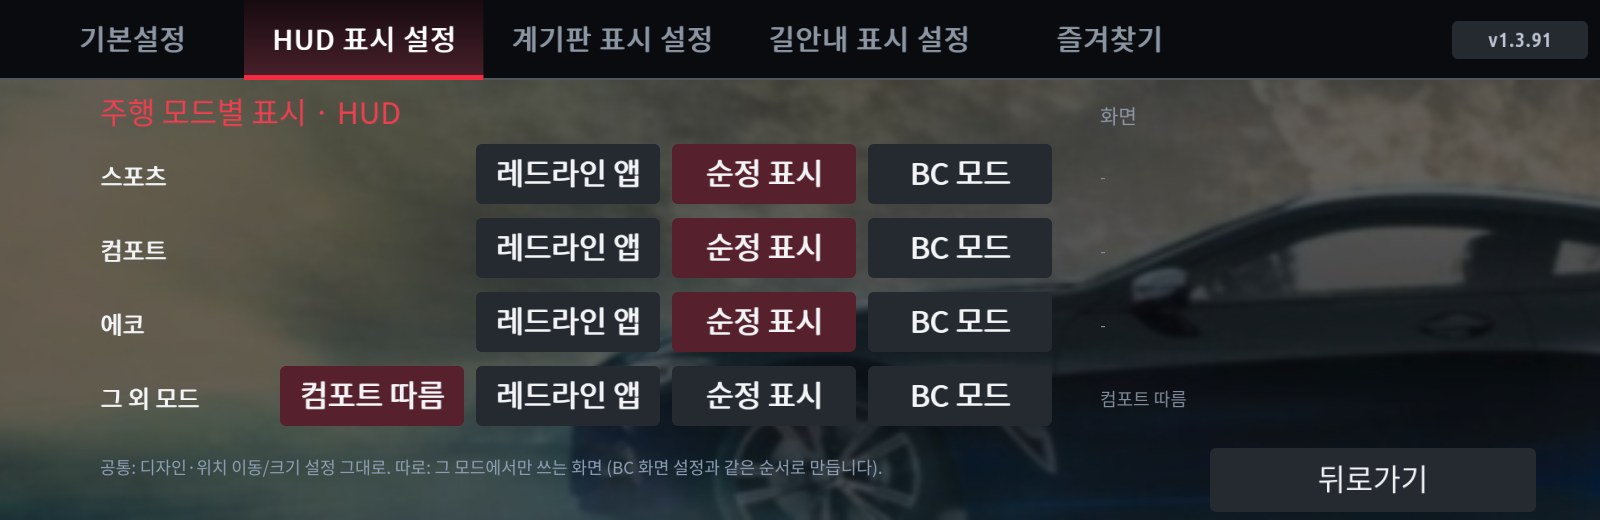 기본설정 HUD 표시 설정 계기판 표시 설정 길안내 표시 설정 즐겨찾기 v1.3.91
주행 모드별 표시 · HUD 화면
스포츠 레드라인 앱 순정 표시 BC 모드 -
컴포트 레드라인 앱 순정 표시 BC 모드 -
에코 레드라인 앱 순정 표시 BC 모드 -
그 외 모드 컴포트 따름 레드라인 앱 순정 표시 BC 모드 컴포트 따름
공통: 디자인·위치 이동/크기 설정 그대로. 따로: 그 모드에서만 쓰는 화면 (BC 화면 설정과 같은 순서로 만듭니다).
뒤로가기